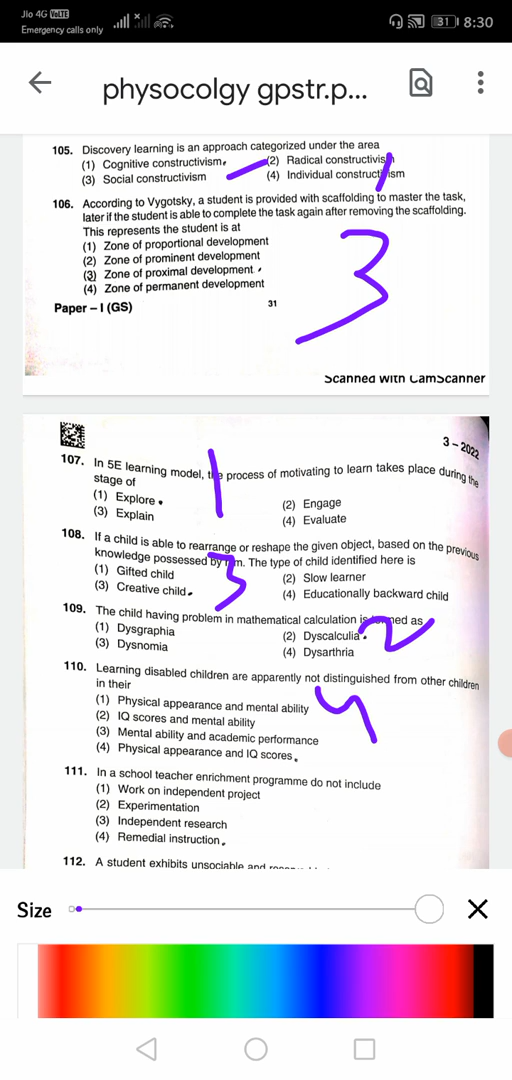 Jio 4G VoLTE
Emergency calls only
31 8:30
physocolgy gpstr.p...
105. Discovery learning is an approach categorized under the area
(1) Cognitive constructivism (2) Radical constructivism
(3) Social constructivism (4) Individual constructivism
1
106. According to Vygotsky, a student is provided with scaffolding to master the task,
later if the student is able to complete the task again after removing the scaffolding.
This represents the student is at
(1) Zone of proportional development
(2) Zone of prominent development
(3) Zone of proximal development
(4) Zone of permanent development
3
Paper – I (GS) 31
Scanned with CamScanner
3 – 2022
107. In 5E learning model, the process of motivating to learn takes place during the
stage of
(1) Explore (2) Engage
(3) Explain (4) Evaluate
1
108. If a child is able to rearrange or reshape the given object, based on the previous
knowledge possessed by him. The type of child identified here is
(1) Gifted child (2) Slow learner
(3) Creative child (4) Educationally backward child
3
109. The child having problem in mathematical calculation is termed as
(1) Dysgraphia (2) Dyscalculia
(3) Dysnomia (4) Dysarthria
2
110. Learning disabled children are apparently not distinguished from other children
in their
(1) Physical appearance and mental ability
(2) IQ scores and mental ability
(3) Mental ability and academic performance
(4) Physical appearance and IQ scores
4
111. In a school teacher enrichment programme do not include
(1) Work on independent project
(2) Experimentation
(3) Independent research
(4) Remedial instruction
112. A student exhibits unsociable and
Size